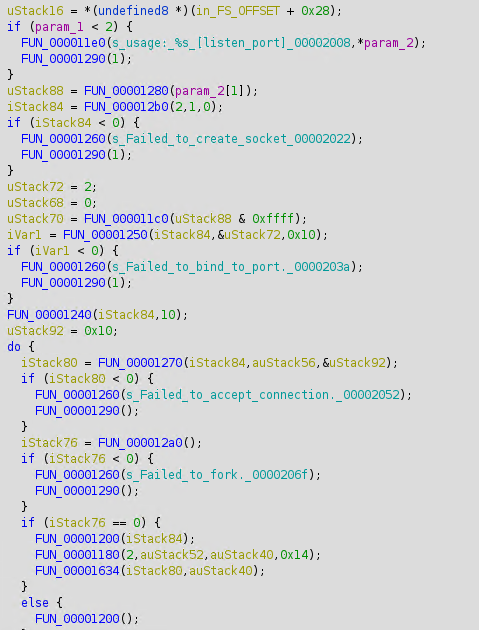 uStack16 = *(undefined8 *)(in_FS_OFFSET + 0x28);
if (param_1 < 2) {
FUN_000011e0(s_usage:_%s_[listen_port]_00002008,*param_2);
FUN_00001290(1);
}
uStack88 = FUN_00001280(param_2[1]);
iStack84 = FUN_000012b0(2,1,0);
if (iStack84 < 0) {
FUN_00001260(s_Failed_to_create_socket_00002022);
FUN_00001290(1);
}
uStack72 = 2;
uStack68 = 0;
uStack70 = FUN_000011c0(uStack88 & 0xffff);
iVar1 = FUN_00001250(iStack84,&uStack72,0x10);
if (iVar1 < 0) {
FUN_00001260(s_Failed_to_bind_to_port._0000203a);
FUN_00001290(1);
}
FUN_00001240(iStack84,10);
uStack92 = 0x10;
do {
iStack80 = FUN_00001270(iStack84,auStack56,&uStack92);
if (iStack80 < 0) {
FUN_00001260(s_Failed_to_accept_connection._00002052);
FUN_00001290();
}
iStack76 = FUN_000012a0();
if (iStack76 < 0) {
FUN_00001260(s_Failed_to_fork._0000206f);
FUN_00001290();
}
if (iStack76 == 0) {
FUN_00001200(iStack84);
FUN_00001180(2,auStack52,auStack40,0x14);
FUN_00001634(iStack80,auStack40);
}
else {
FUN_00001200();